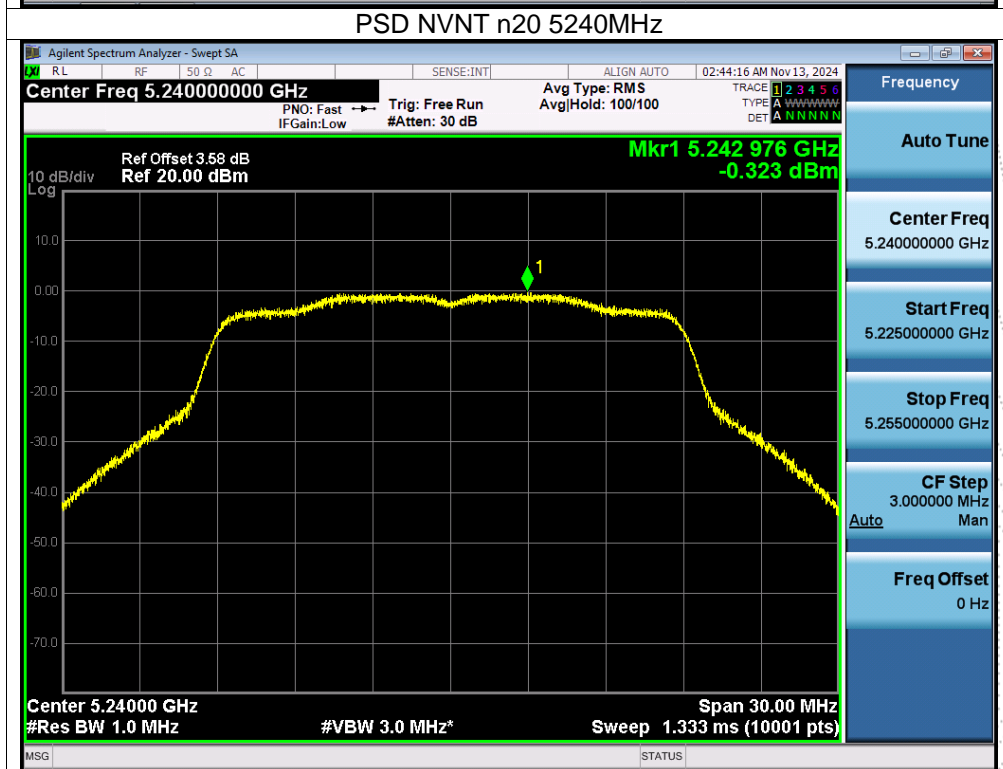 PSD NVNT n20 5240MHz
Agilent Spectrum Analyzer - Swept SA
LXI RL RF 50 Ω AC SENSE:INT ALIGN AUTO 02:44:16 AM Nov 13, 2024
Center Freq 5.240000000 GHz
PNO: Fast
IFGain:Low
Trig: Free Run
#Atten: 30 dB
Avg Type: RMS
Avg|Hold: 100/100
TRACE 1 2 3 4 5 6
TYPE A WWWWW
DET A N N N N N
Ref Offset 3.58 dB
Ref 20.00 dBm
10 dB/div
Log
Mkr1 5.242 976 GHz
-0.323 dBm
10.0
0.00
-10.0
-20.0
-30.0
-40.0
-50.0
-60.0
-70.0
1
Center 5.24000 GHz
Span 30.00 MHz
#Res BW 1.0 MHz
#VBW 3.0 MHz*
Sweep 1.333 ms (10001 pts)
MSG
STATUS
Frequency
Auto Tune
Center Freq
5.240000000 GHz
Start Freq
5.225000000 GHz
Stop Freq
5.255000000 GHz
CF Step
3.000000 MHz
Auto Man
Freq Offset
0 Hz